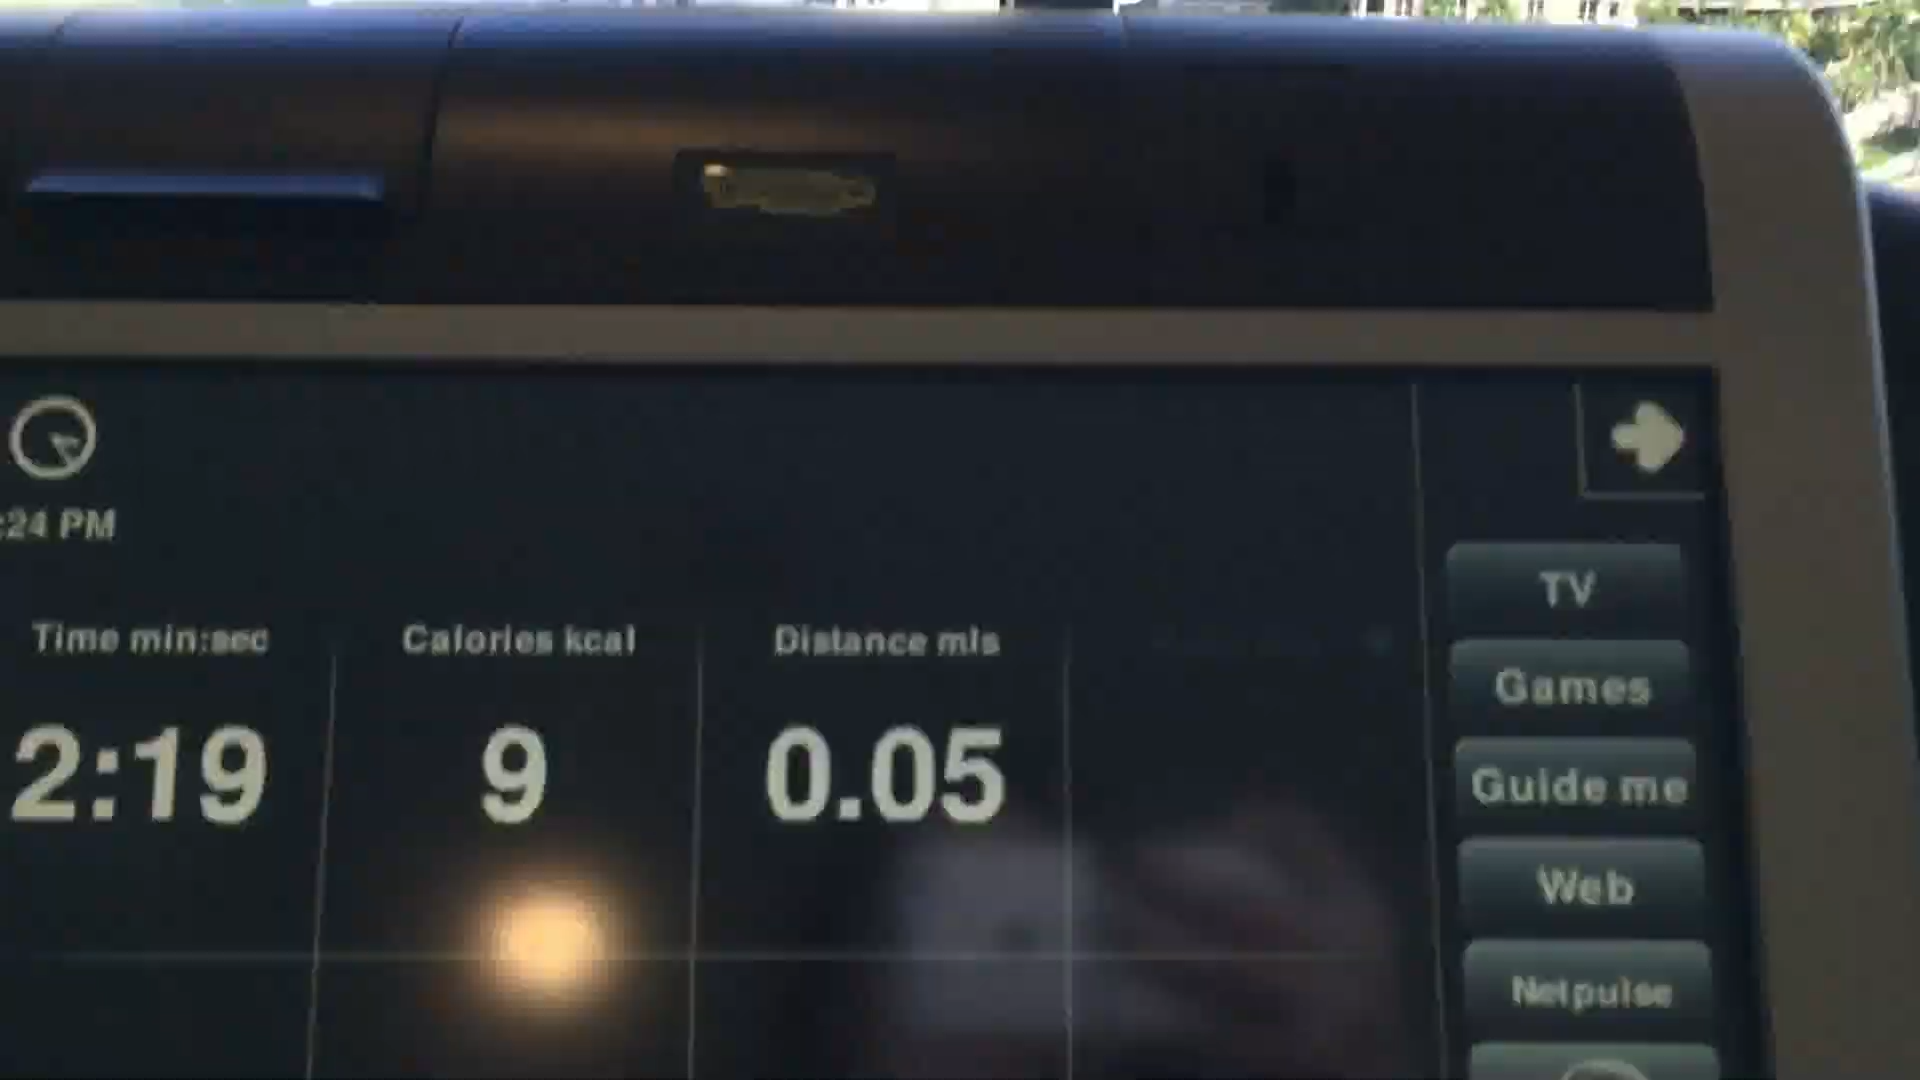 :24 PM
Time min:sec Calories kcal Distance mls
2:19 9 0.05
TV
Games
Guide me
Web
Netpulse